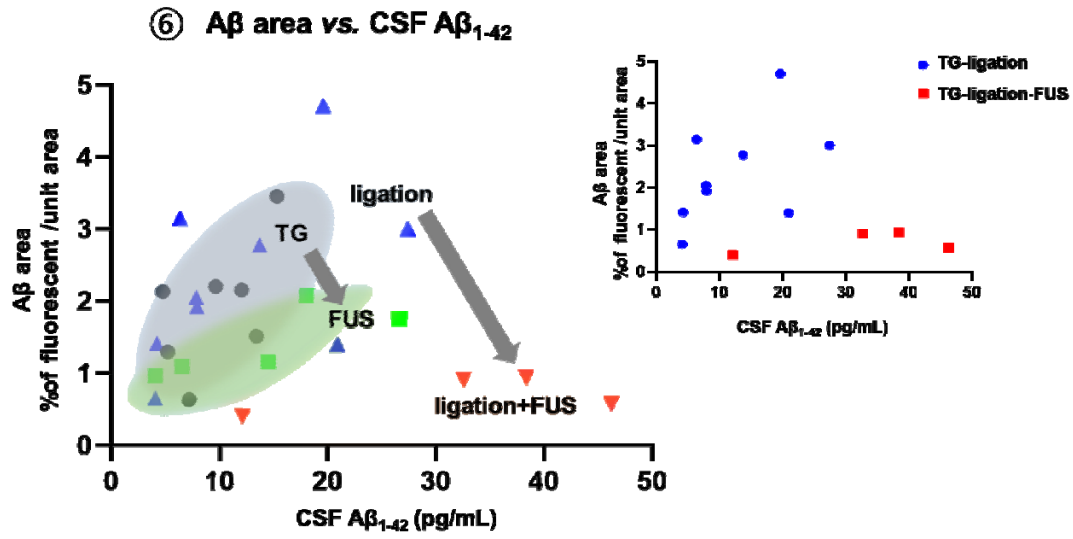 ⑥ Aβ area vs. CSF Aβ1-42
Aβ area
%of fluorescent /unit area
5
4
3
2
1
0
0 10 20 30 40 50
CSF Aβ1-42 (pg/mL)
TG
FUS
ligation
ligation+FUS
TG-ligation
TG-ligation-FUS
Aβ area
%of fluorescent /unit area
5
4
3
2
1
0
0 10 20 30 40 50
CSF Aβ1-42 (pg/mL)